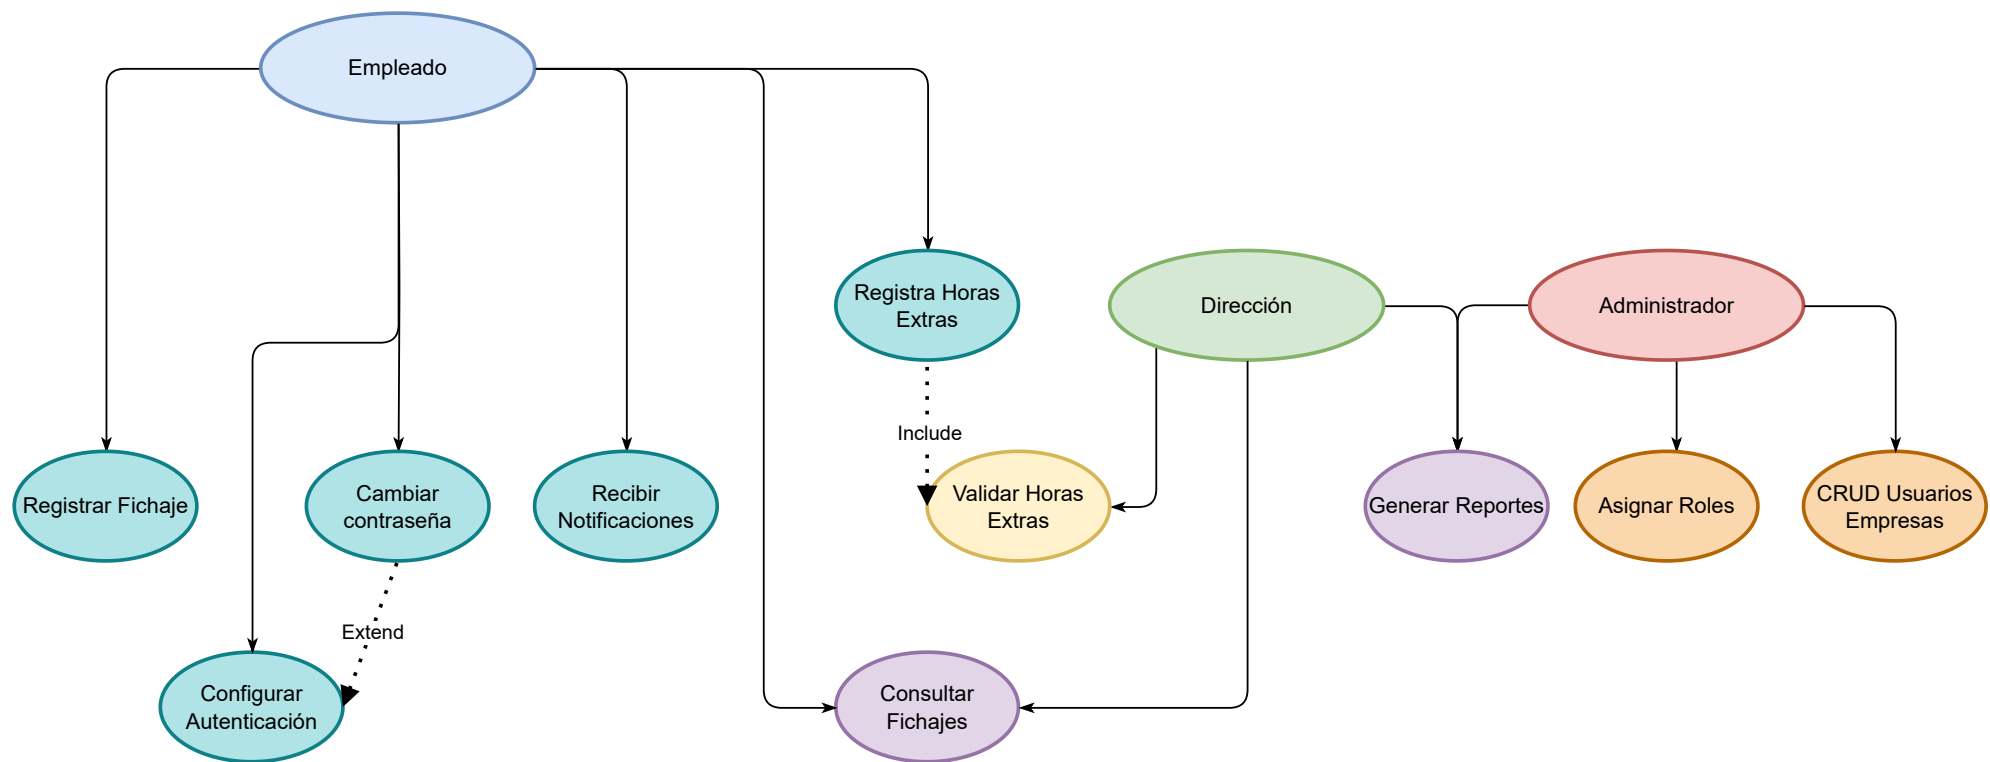 Empleado
Registra Horas
Extras
Dirección
Administrador
Include
Registrar Fichaje
Cambiar
contraseña
Recibir
Notificaciones
Validar Horas
Extras
Generar Reportes
Asignar Roles
CRUD Usuarios
Empresas
Extend
Configurar
Autenticación
Consultar
Fichajes